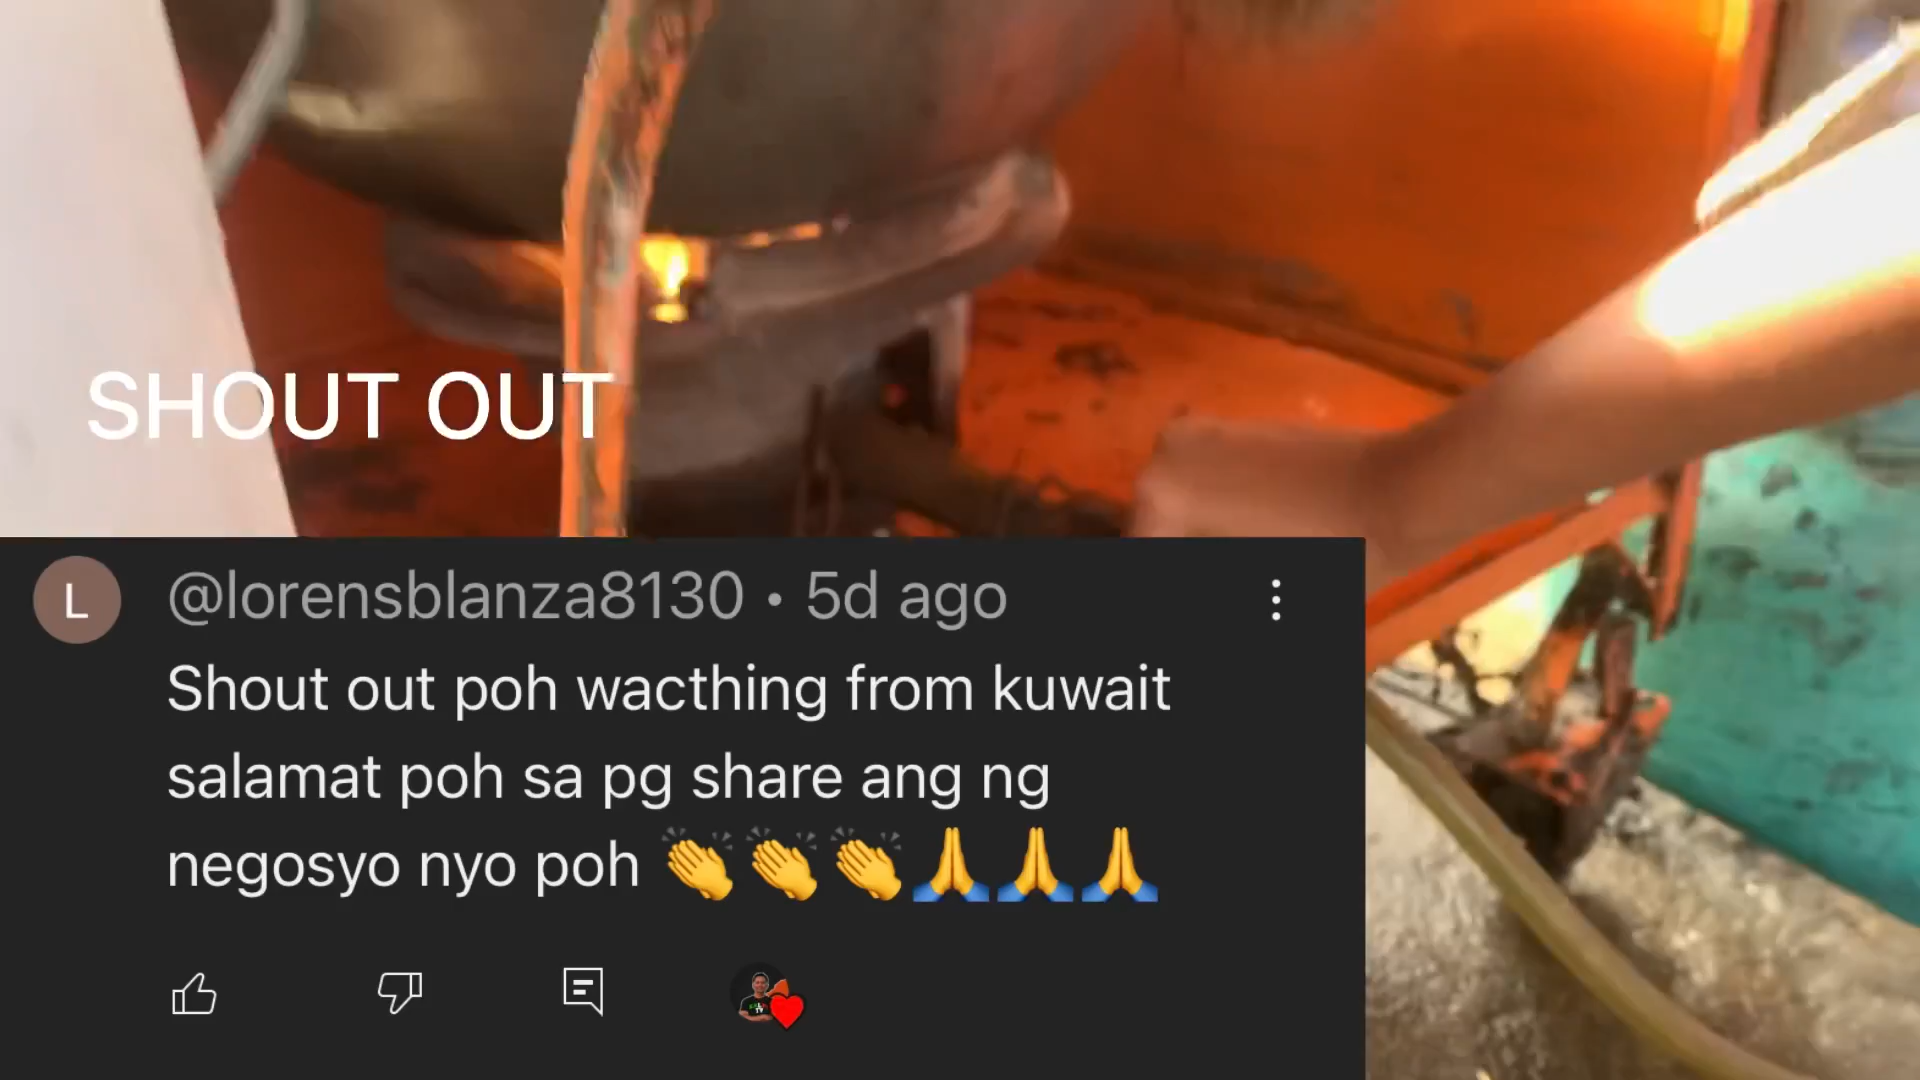 SHOUT OUT
L @lorensblanza8130 • 5d ago
Shout out poh wacthing from kuwait
salamat poh sa pg share ang ng
negosyo nyo poh 👏👏👏🙏🙏🙏